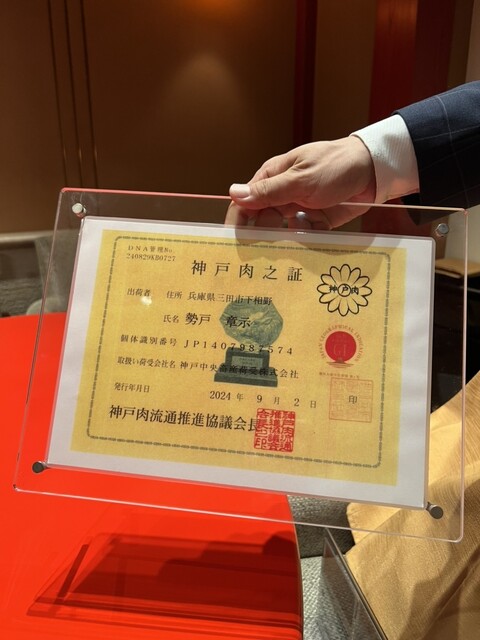 DNA管理No.
240829KB0727
神戸肉之証
神戸肉
出荷者 住所 兵庫県三田市下相野
氏名 勢戸 章示
個体識別番号 JP1407987574
取扱い荷受会社名 神戸中央畜産荷受株式会社
発行年月日 2024年9月2日
印
神戸肉流通推進協議会長